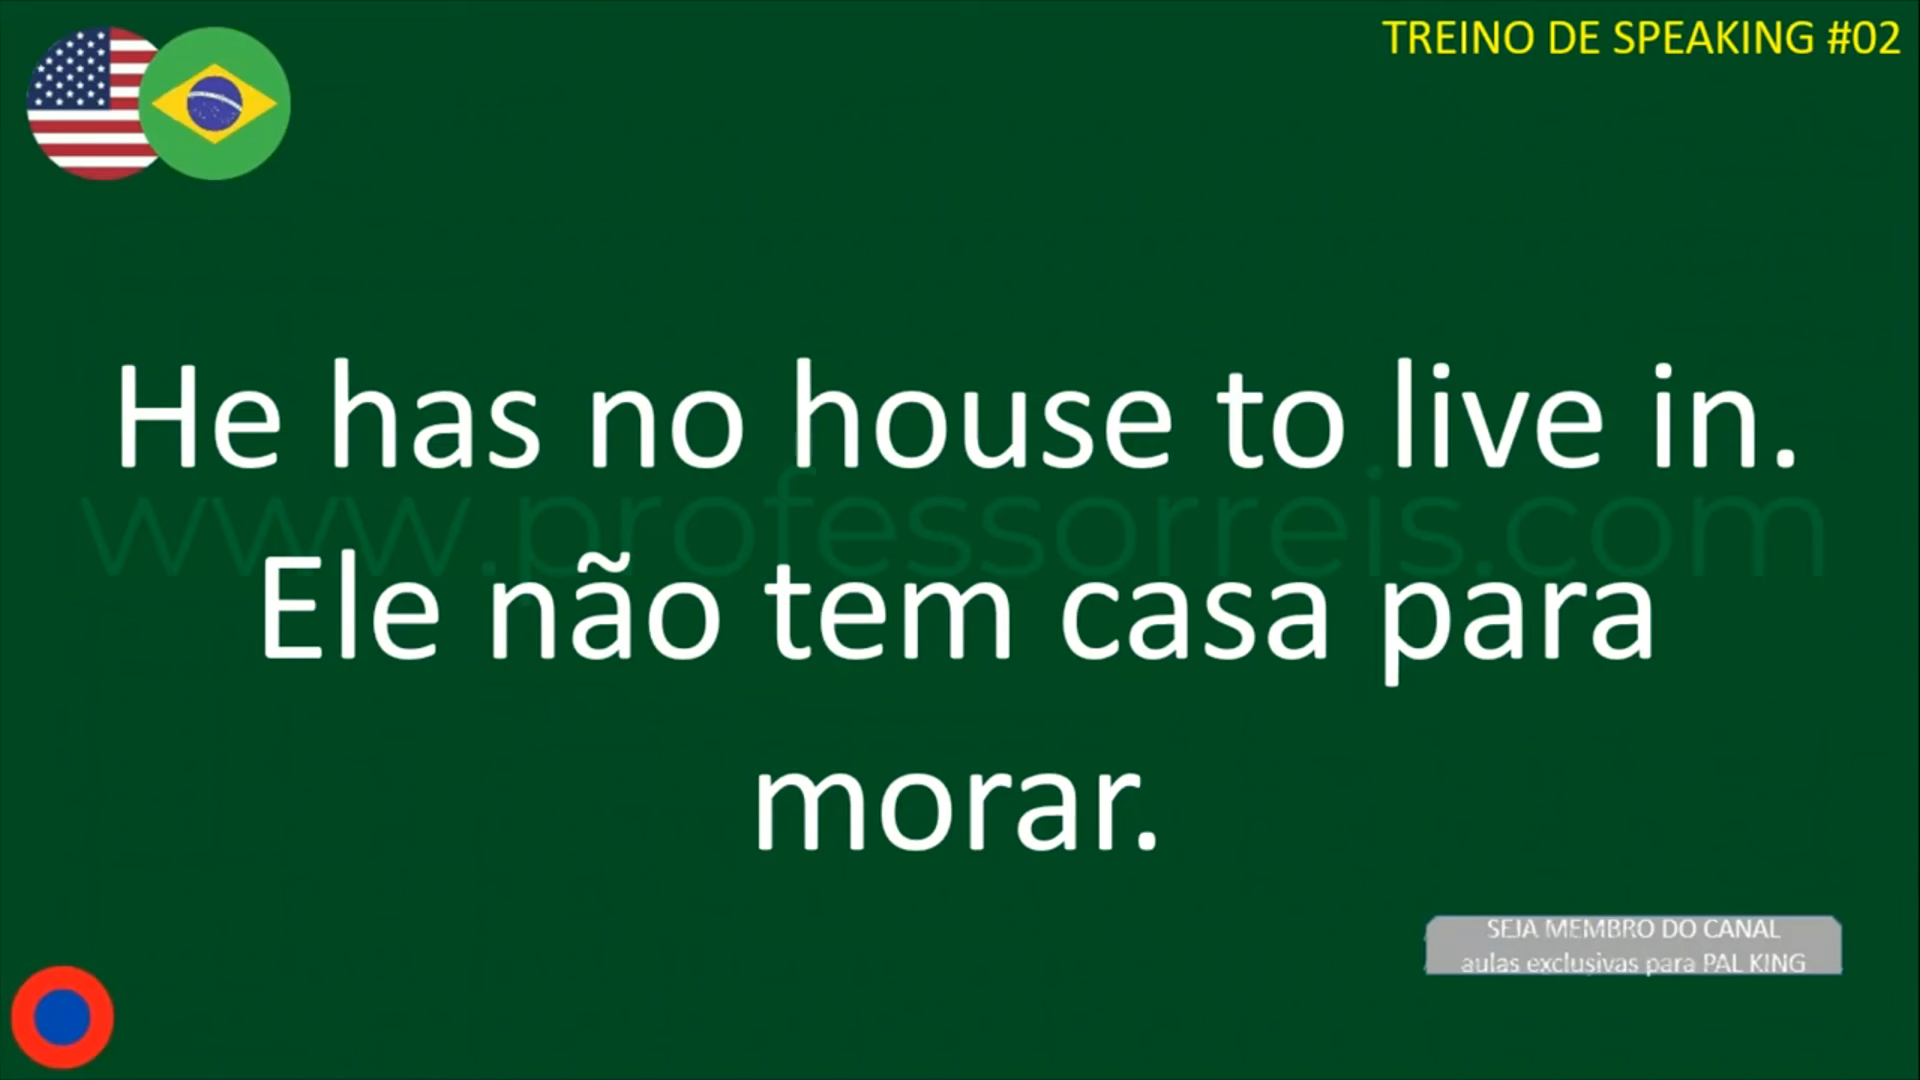 TREINO DE SPEAKING #02
He has no house to live in.
www.professorreis.com
Ele não tem casa para
morar.
SEJA MEMBRO DO CANAL
aulas exclusivas para PAL KING